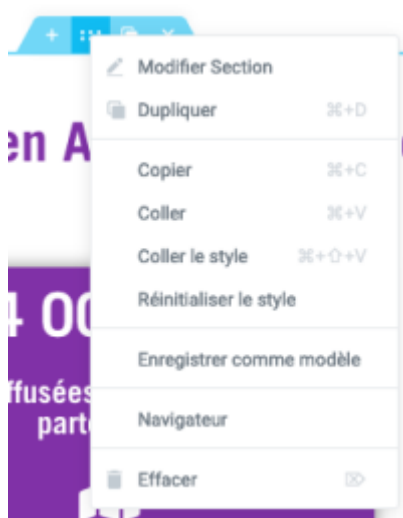 en A
Modifier Section
Dupliquer ⌘+D
Copier ⌘+C
Coller ⌘+V
Coller le style ⌘+⇧+V
Réinitialiser le style
4 00
Enregistrer comme modèle
ffusées
part
Navigateur
Effacer